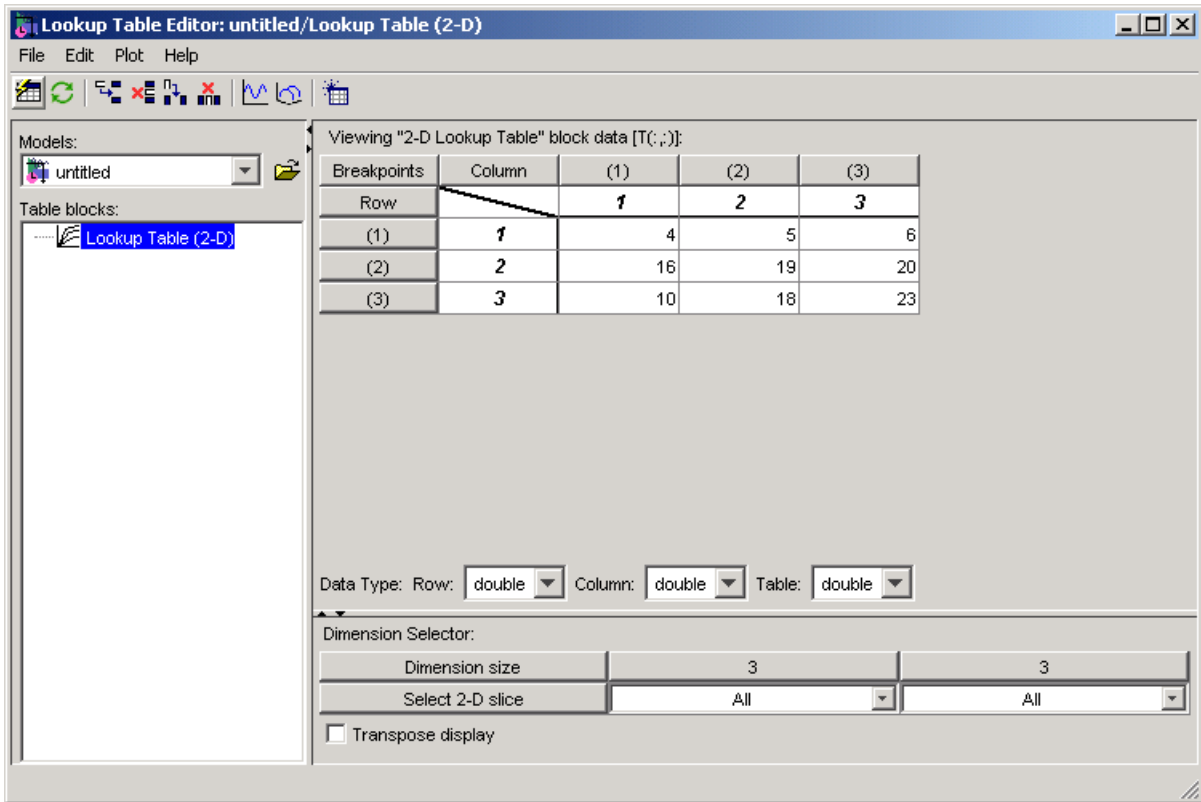 Lookup Table Editor: untitled/Lookup Table (2-D)
File Edit Plot Help
Models:
untitled
Table blocks:
Lookup Table (2-D)
Viewing "2-D Lookup Table" block data [T(:,:)]:
Breakpoints Column (1) (2) (3)
Row 1 2 3
(1) 1 4 5 6
(2) 2 16 19 20
(3) 3 10 18 23
Data Type: Row: double Column: double Table: double
Dimension Selector:
Dimension size 3 3
Select 2-D slice All All
Transpose display